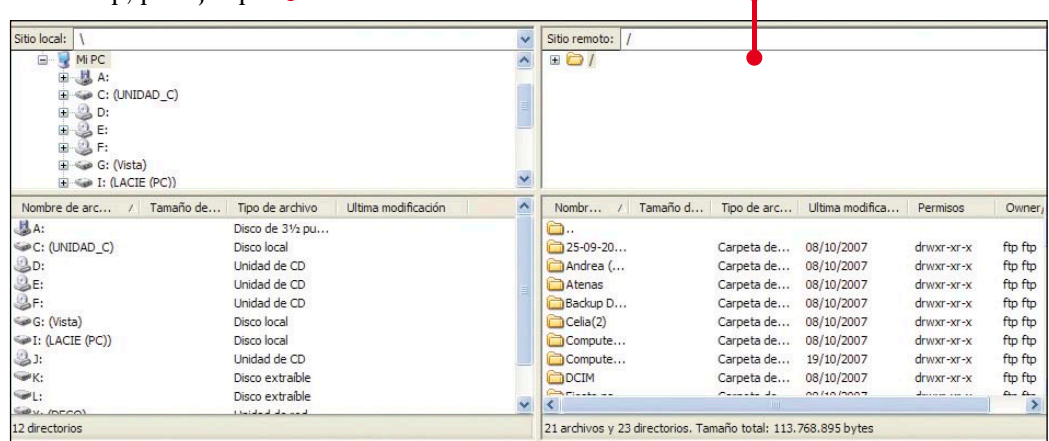 Sitio local: \
Mi PC
A:
C: (UNIDAD_C)
D:
E:
F:
G: (Vista)
I: (LACIE (PC))
Sitio remoto: /
/
Nombre de arc... / Tamaño de... Tipo de archivo Ultima modificación
A: Disco de 3½ pu...
C: (UNIDAD_C) Disco local
D: Unidad de CD
E: Unidad de CD
F: Unidad de CD
G: (Vista) Disco local
I: (LACIE (PC)) Disco local
J: Unidad de CD
K: Disco extraíble
L: Disco extraíble
12 directorios
Nombr... / Tamaño d... Tipo de arc... Ultima modifica... Permisos Owner/
..
25-09-20... Carpeta de... 08/10/2007 drwxr-xr-x ftp ftp
Andrea (... Carpeta de... 08/10/2007 drwxr-xr-x ftp ftp
Atenas Carpeta de... 08/10/2007 drwxr-xr-x ftp ftp
Backup D... Carpeta de... 08/10/2007 drwxr-xr-x ftp ftp
Celia(2) Carpeta de... 08/10/2007 drwxr-xr-x ftp ftp
Compute... Carpeta de... 08/10/2007 drwxr-xr-x ftp ftp
Compute... Carpeta de... 19/10/2007 drwxr-xr-x ftp ftp
DCIM Carpeta de... 08/10/2007 drwxr-xr-x ftp ftp
21 archivos y 23 directorios. Tamaño total: 113.768.895 bytes